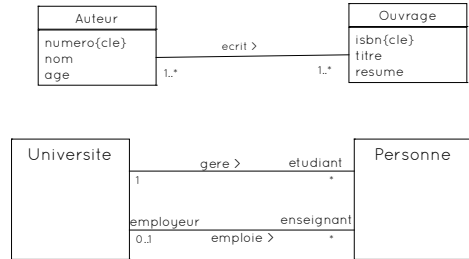 Auteur
numero{cle}
nom
age
ecrit >
1..*
1..*
Ouvrage
isbn{cle}
titre
resume
Universite
gere >
etudiant
1
*
employeur
enseignant
0..1
emploie >
*
Personne